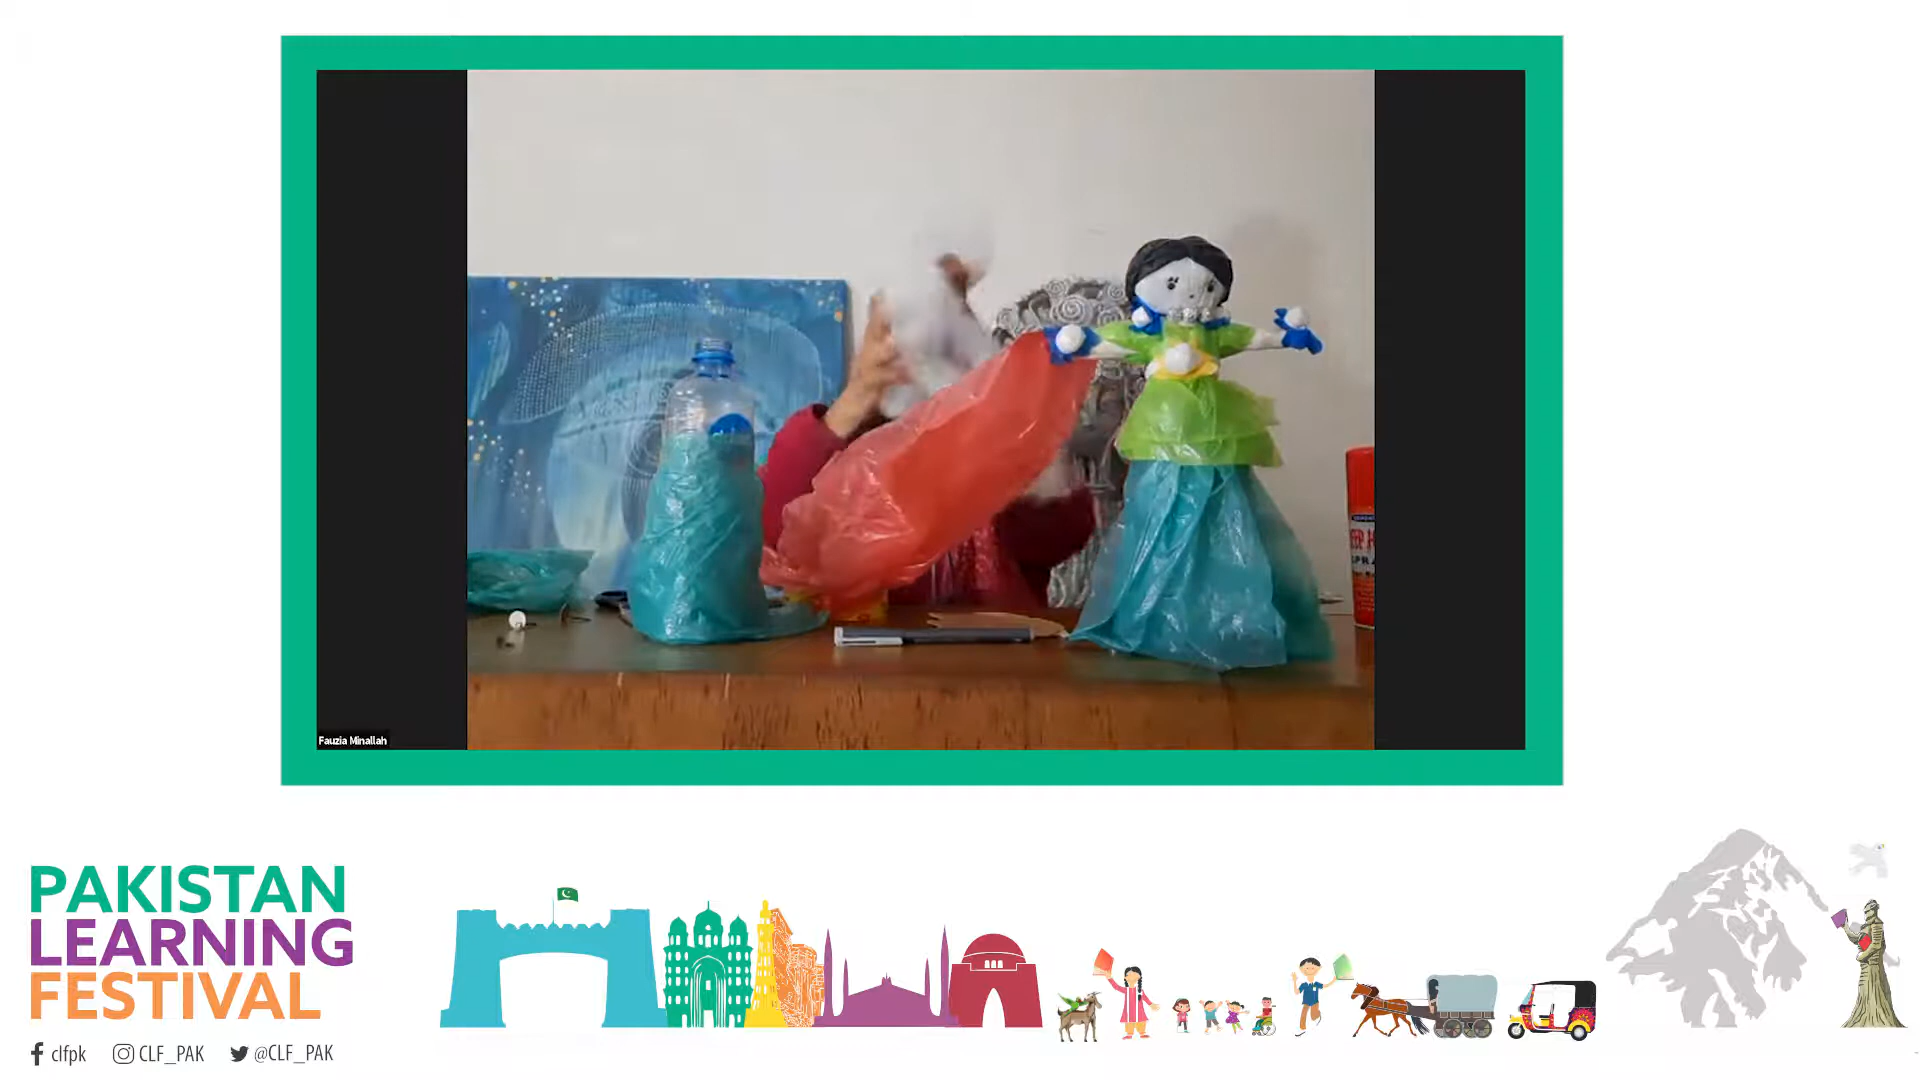 Fauzia Minallah
PAKISTAN
LEARNING
FESTIVAL
clfpk CLF_PAK @CLF_PAK